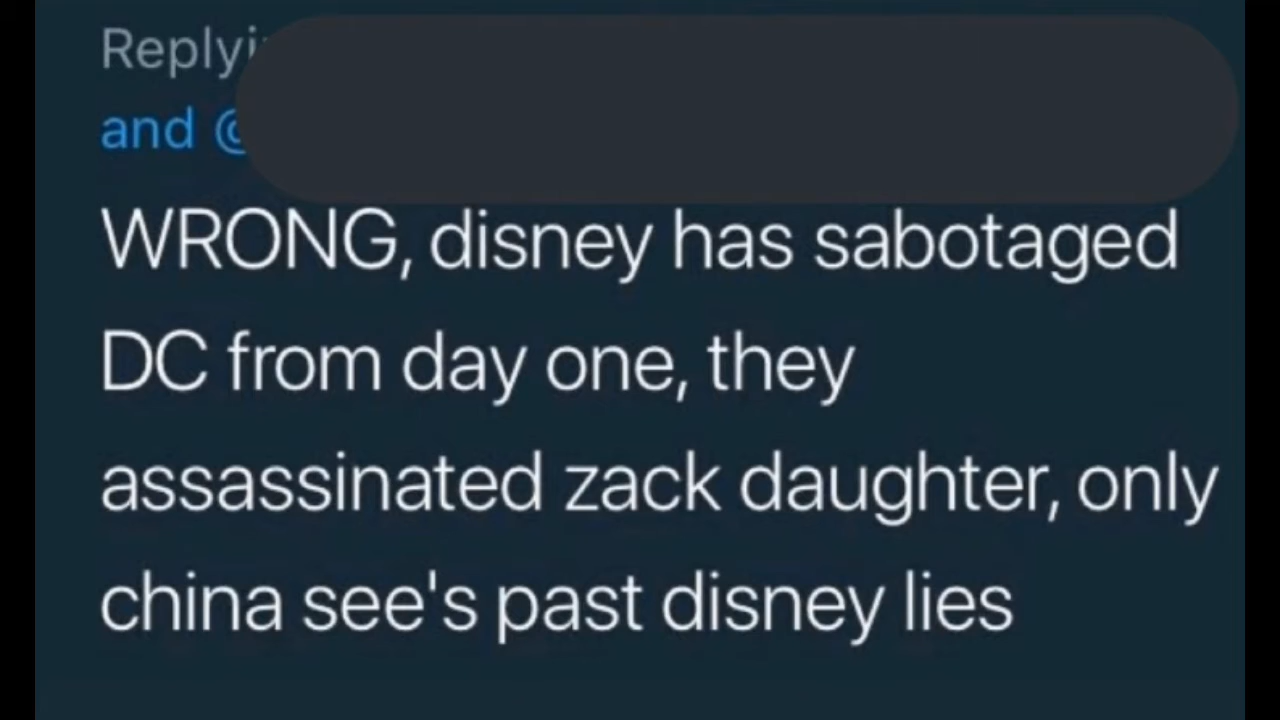 and
WRONG, disney has sabotaged
DC from day one, they
assassinated zack daughter, only
china see's past disney lies